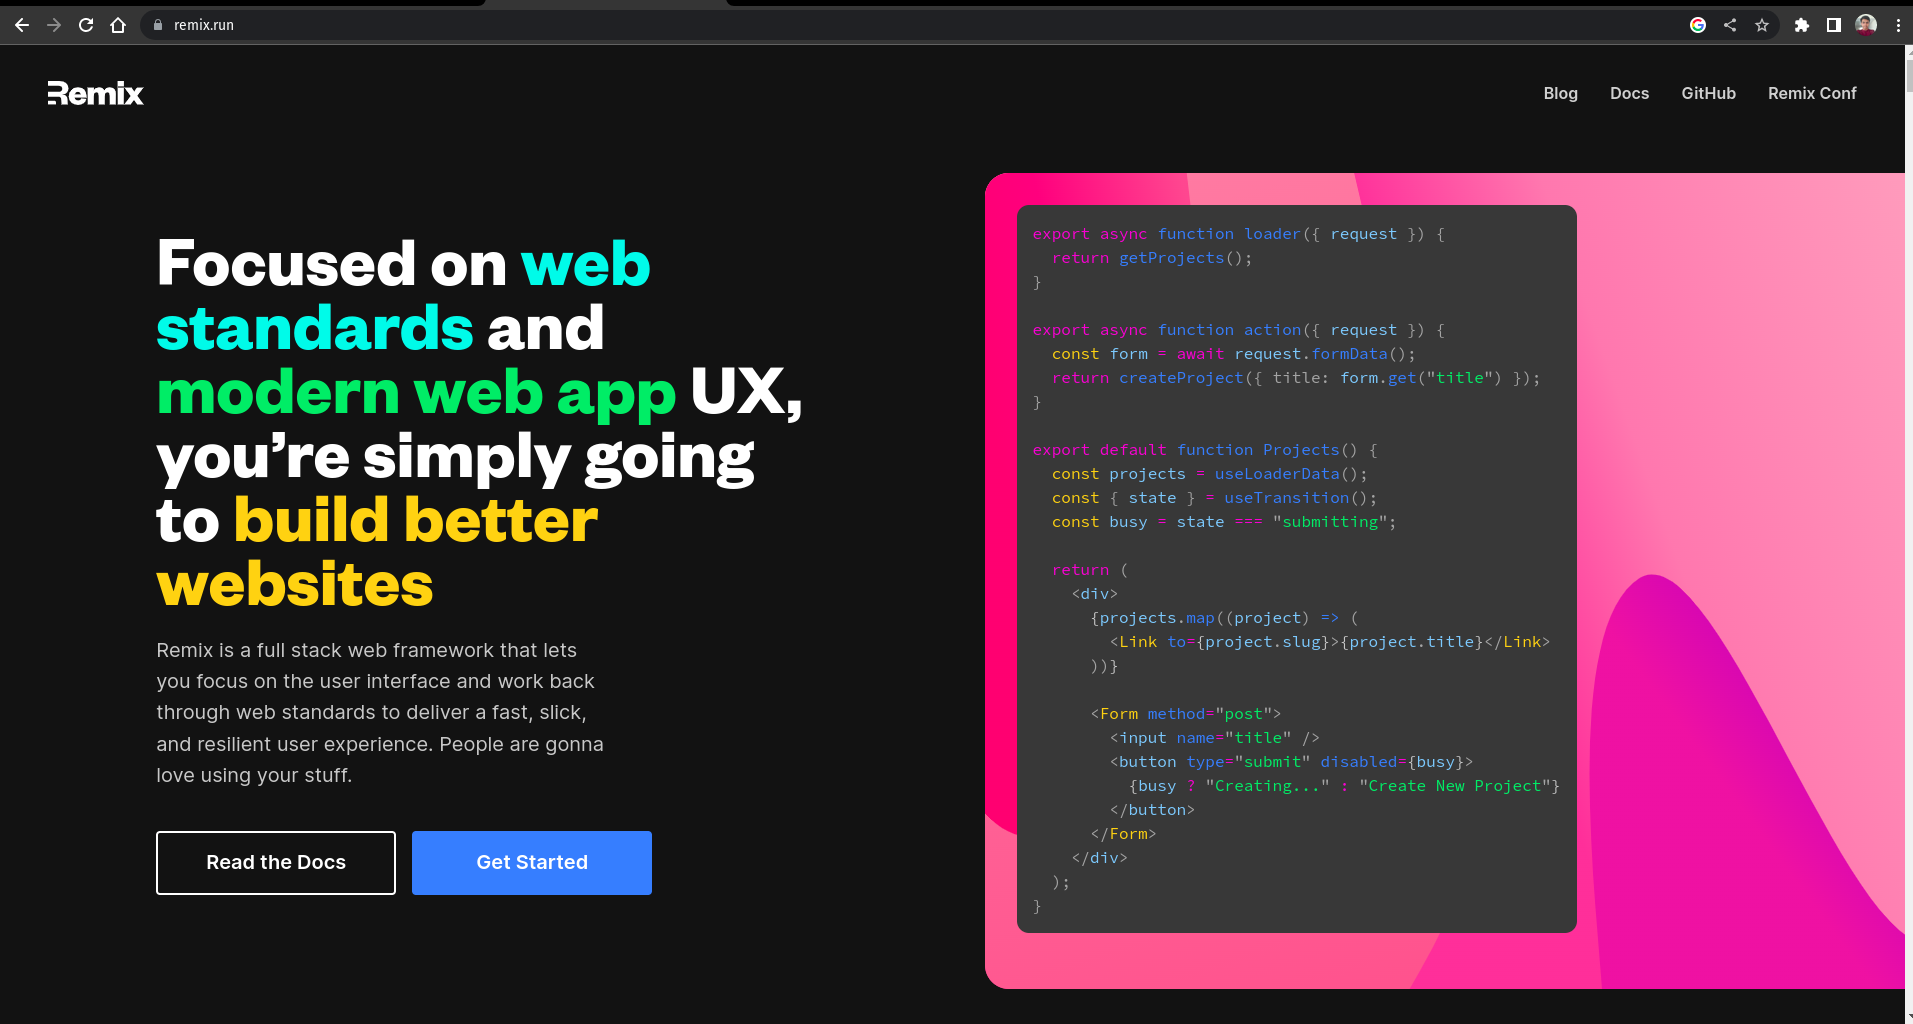 remix.run
Remix
Blog Docs GitHub Remix Conf
Focused on web
standards and
modern web app UX,
you’re simply going
to build better
websites
Remix is a full stack web framework that lets
you focus on the user interface and work back
through web standards to deliver a fast, slick,
and resilient user experience. People are gonna
love using your stuff.
Read the Docs Get Started
export async function loader({ request }) {
  return getProjects();
}
export async function action({ request }) {
  const form = await request.formData();
  return createProject({ title: form.get("title") });
}
export default function Projects() {
  const projects = useLoaderData();
  const { state } = useTransition();
  const busy = state === "submitting";
  return (
    <div>
      {projects.map((project) => (
        <Link to={project.slug}>{project.title}</Link>
      ))}
      <Form method="post">
        <input name="title" />
        <button type="submit" disabled={busy}>
          {busy ? "Creating..." : "Create New Project"}
        </button>
      </Form>
    </div>
  );
}